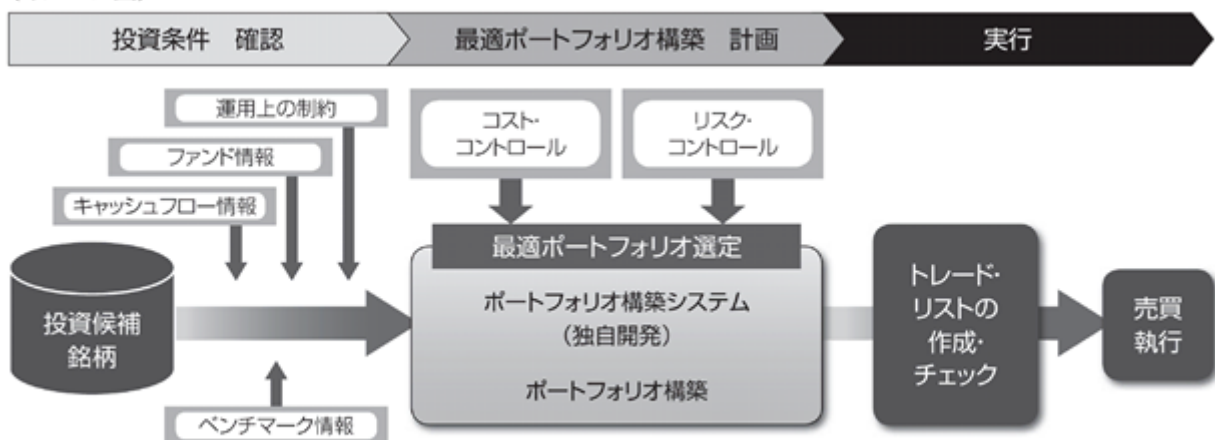 投資条件　確認
最適ポートフォリオ構築　計画
実行
運用上の制約
ファンド情報
キャッシュフロー情報
コスト・
コントロール
リスク・
コントロール
投資候補
銘柄
最適ポートフォリオ選定
ポートフォリオ構築システム
（独自開発）
ポートフォリオ構築
トレード・
リストの
作成・
チェック
売買
執行
ベンチマーク情報